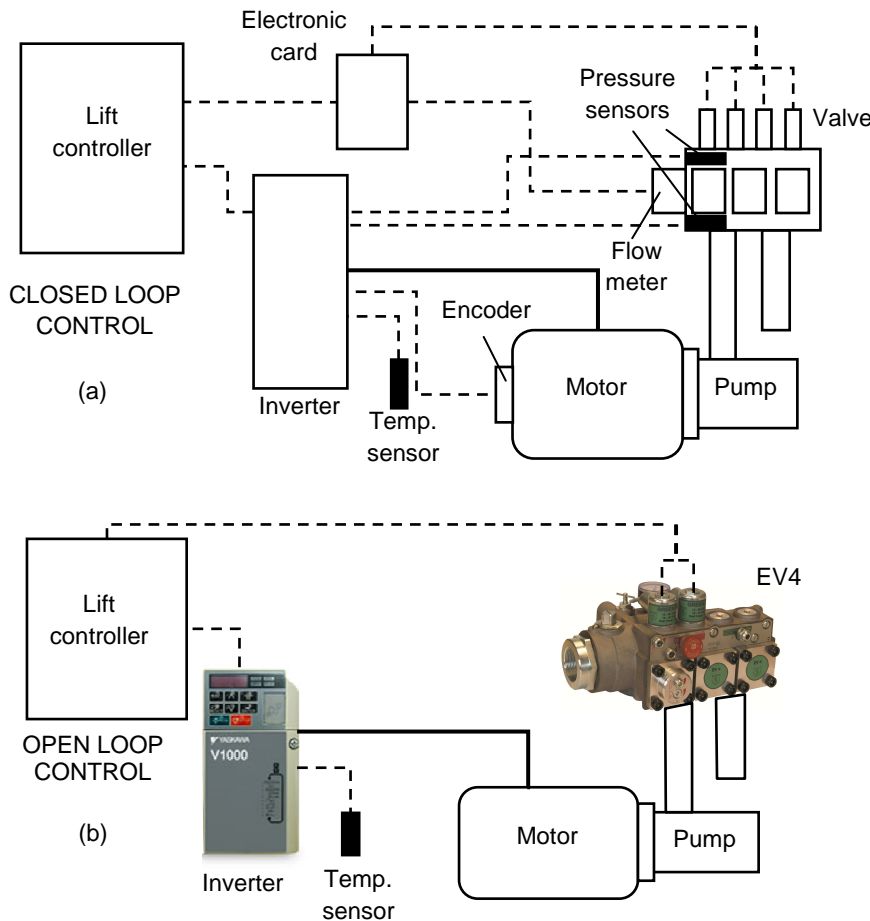 Electronic
card
Pressure
sensors
Valve
Lift
controller
Flow
meter
CLOSED LOOP
CONTROL
Encoder
(a)
Motor
Pump
Inverter
Temp.
sensor
EV4
Lift
controller
YASKAWA
V1000
OPEN LOOP
CONTROL
(b)
Motor
Pump
Inverter
Temp.
sensor